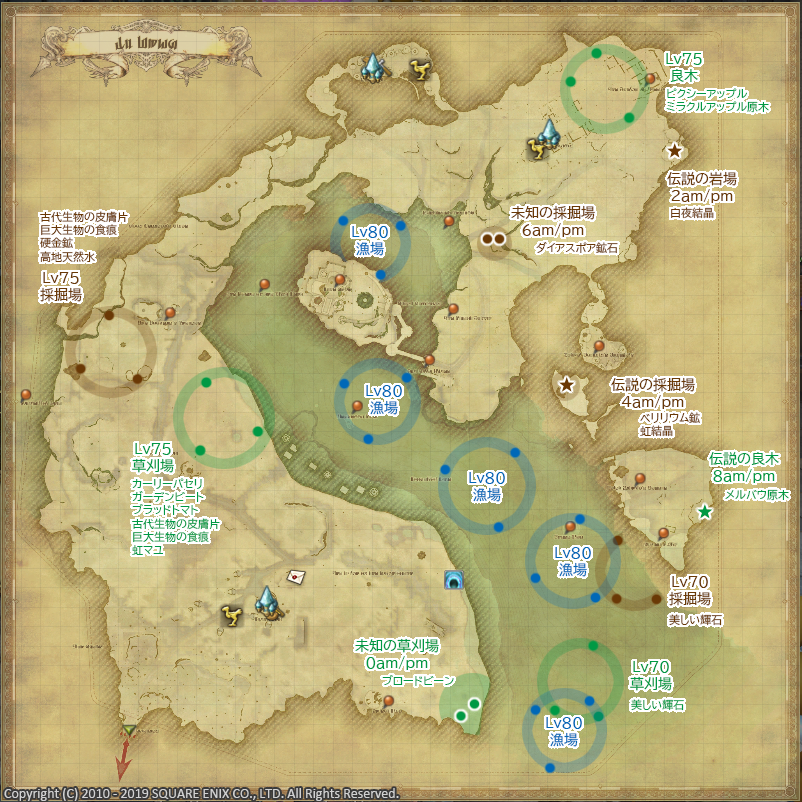 Lv75
良木
ピクシーアップル
ミラクルアップル原木
伝説の岩場
2am/pm
白夜結晶
未知の採掘場
6am/pm
ダイアスポア鉱石
Lv80
漁場
古代生物の皮膚片
巨大生物の食痕
硬金鉱
高地天然水
Lv75
採掘場
Lv80
漁場
伝説の採掘場
4am/pm
ベリリウム鉱
虹結晶
Lv75
草刈場
カーリーパセリ
ガーデンビート
ブラッドトマト
古代生物の皮膚片
巨大生物の食痕
虹マユ
Lv80
漁場
伝説の良木
8am/pm
メルバウ原木
Lv80
漁場
Lv70
採掘場
美しい輝石
未知の草刈場
0am/pm
ブロードビーン
Lv70
草刈場
美しい輝石
Lv80
漁場
Copyright (C) 2010 - 2019 SQUARE ENIX CO., LTD. All Rights Reserved.